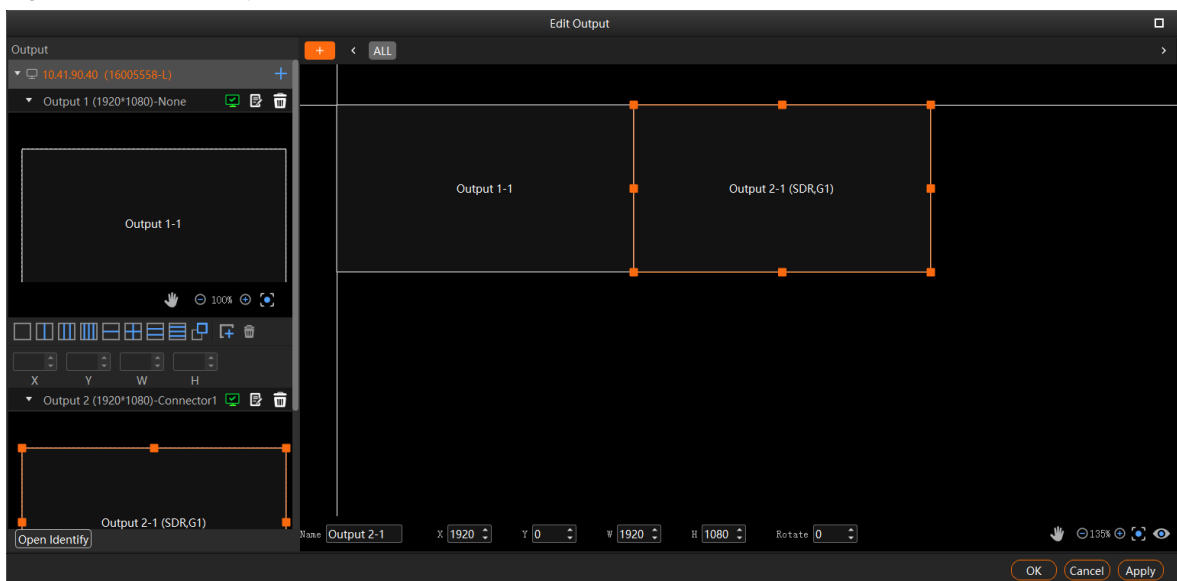 Edit Output
Output
ALL
10.41.90.40 (16005558-L)
Output 1 (1920*1080)-None
Output 1-1
100%
X Y W H
Output 2 (1920*1080)-Connector1
Output 2-1 (SDR,G1)
Open Identify
Output 1-1
Output 2-1 (SDR,G1)
Name Output 2-1 X 1920 Y 0 W 1920 H 1080 Rotate 0 135%
OK Cancel Apply